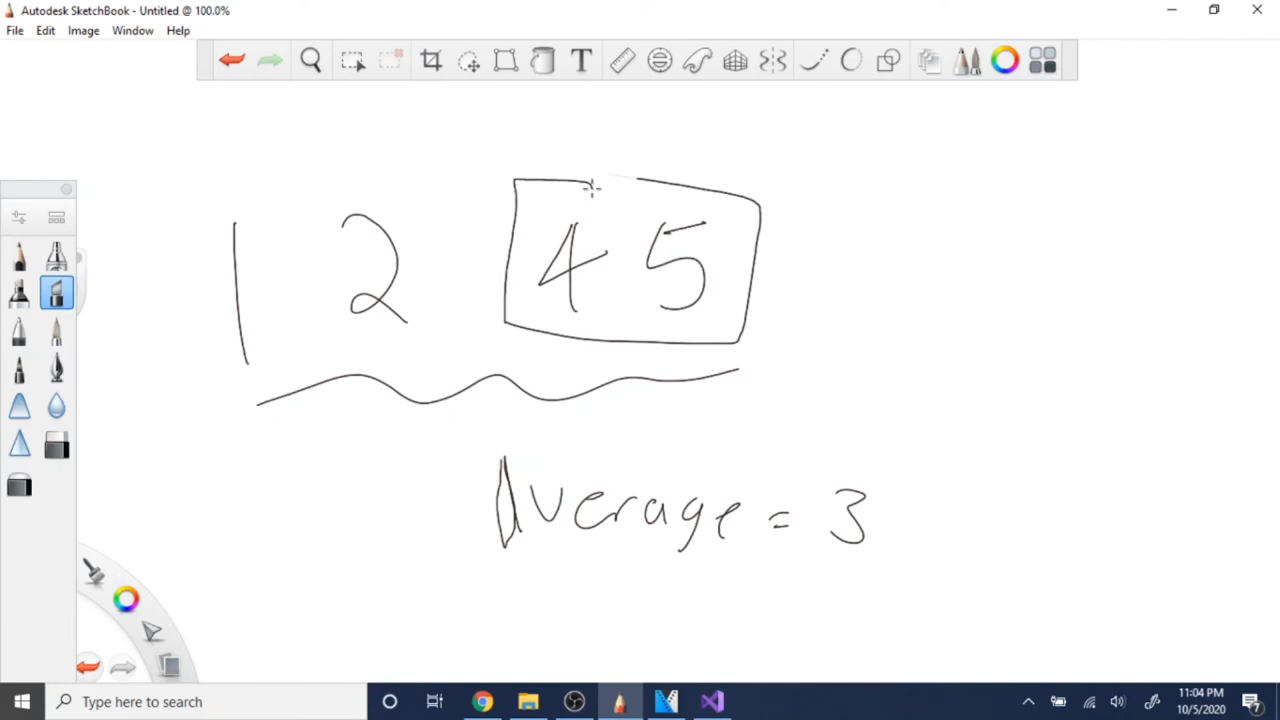 Autodesk SketchBook - Untitled @ 100.0%
File Edit Image Window Help
T
1 2 4 5
Average = 3
Type here to search
11:04 PM
10/5/2020
7